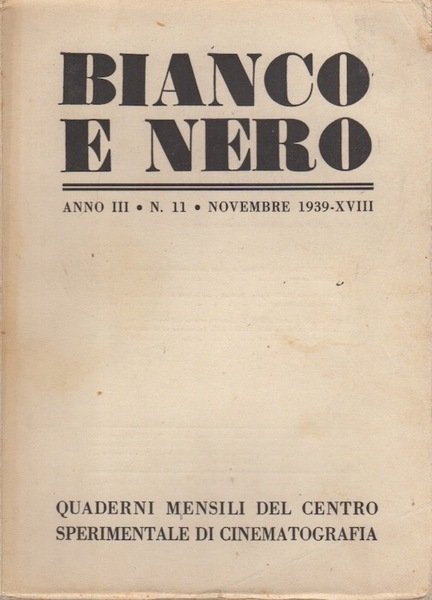 BIANCO
E NERO
ANNO III • N. 11 • NOVEMBRE 1939-XVIII
QUADERNI MENSILI DEL CENTRO
SPERIMENTALE DI CINEMATOGRAFIA